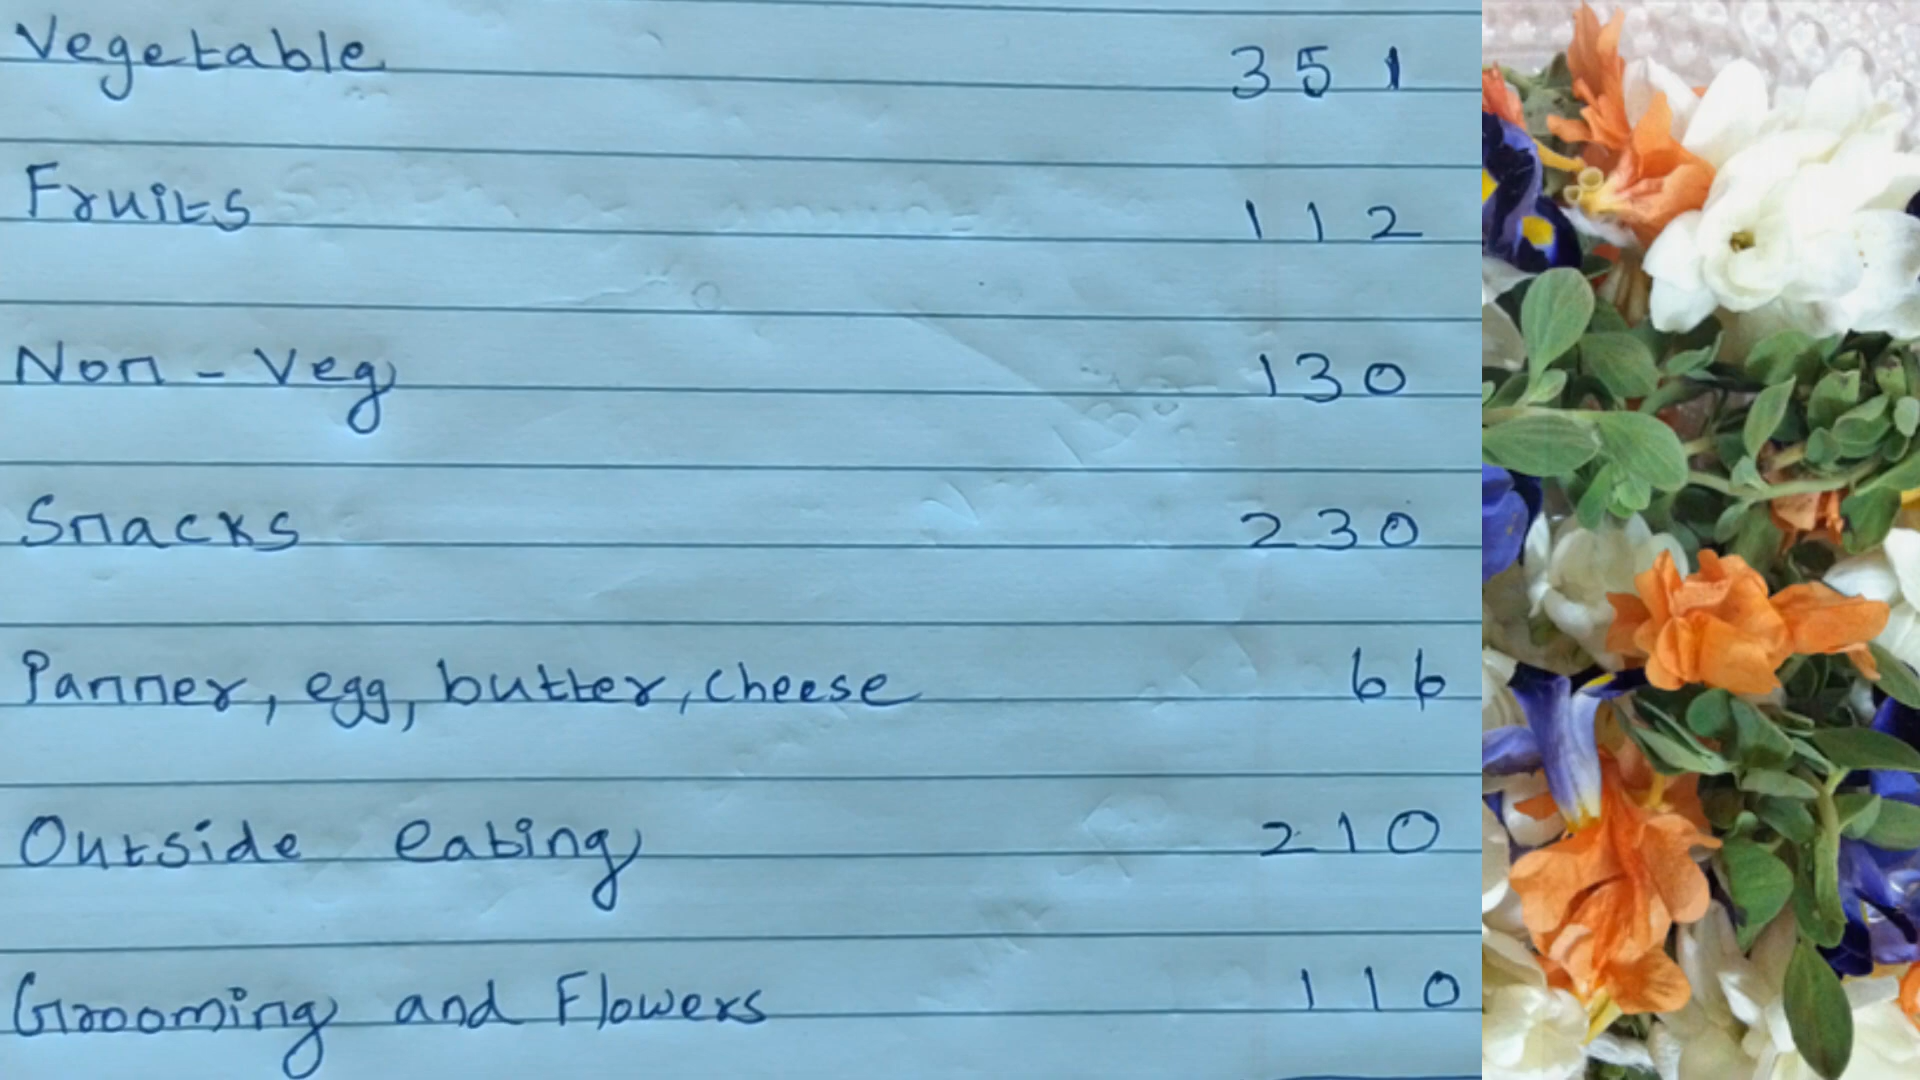 Vegetable 351
Fruits 112
Non-Veg 130
Snacks 230
Panner, egg, butter, cheese 66
Outside eating 210
Grooming and Flowers 110